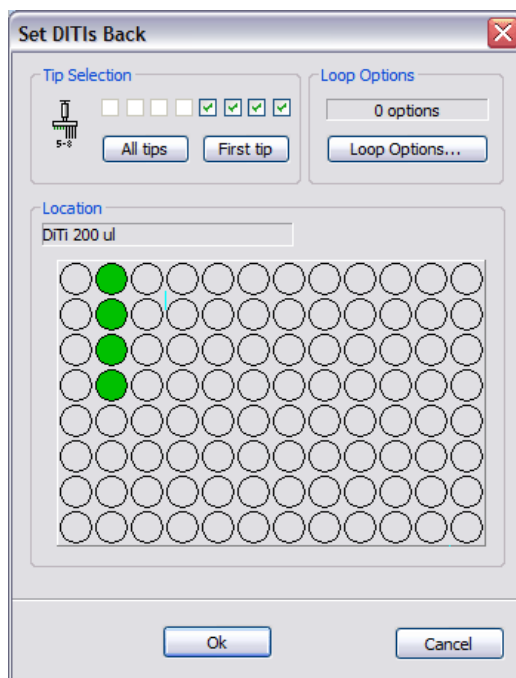 Set DITIs Back
Tip Selection
5-8
All tips
First tip
Loop Options
0 options
Loop Options...
Location
DiTi 200 ul
Ok
Cancel